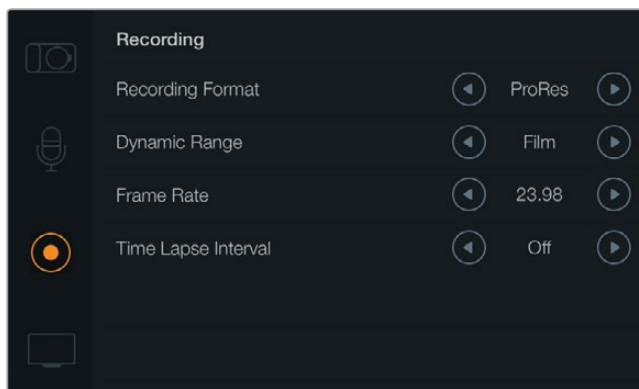 Recording
Recording Format ProRes
Dynamic Range Film
Frame Rate 23.98
Time Lapse Interval Off